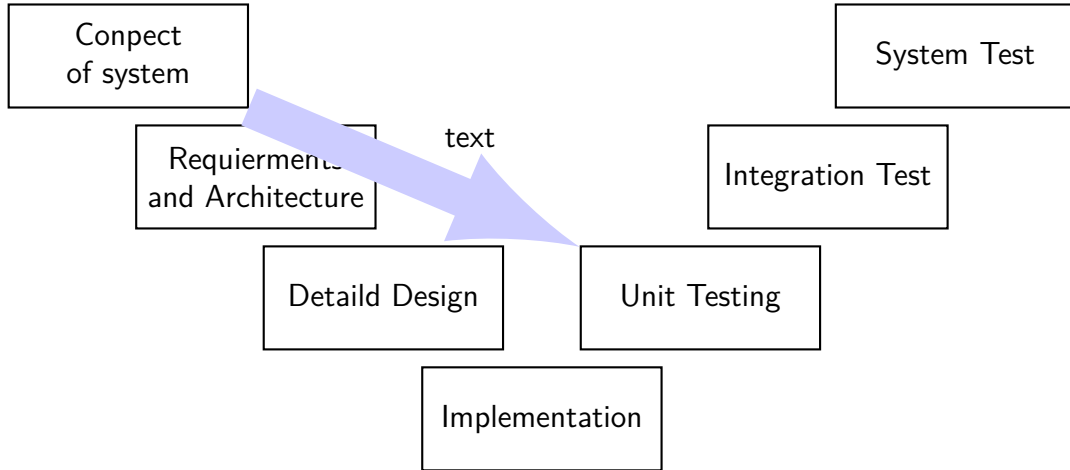 Conpect
of system
System Test
text
Requierments
and Architecture
Integration Test
Detaild Design
Unit Testing
Implementation